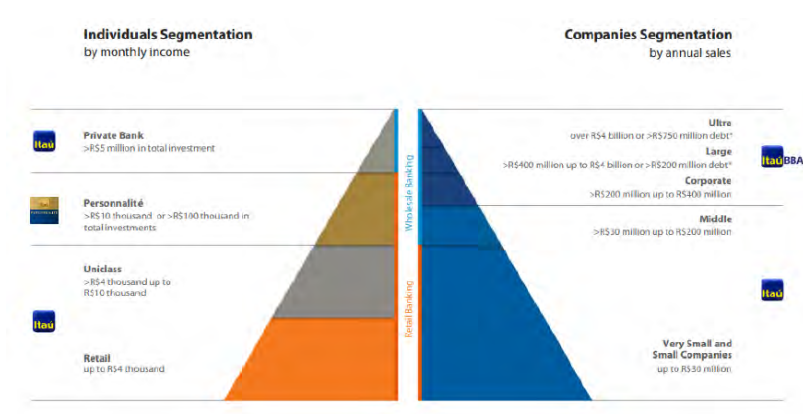 Individuals Segmentation
by monthly income
Companies Segmentation
by annual sales
Itaú
Private Bank
>R$5 million in total investment
Personnalité
>R$10 thousand or >R$100 thousand in
total investments
Uniclass
>R$4 thousand up to
R$10 thousand
Itaú
Retail
up to R$4 thousand
Wholesale Banking
Retail Banking
Ultra
over R$4 billion or >R$750 million debt*
Large
>R$400 million up to R$4 billion or >R$200 million debt*
Corporate
>R$200 million up to R$400 million
Itaú BBA
Middle
>R$30 million up to R$200 million
Itaú
Very Small and
Small Companies
up to R$30 million